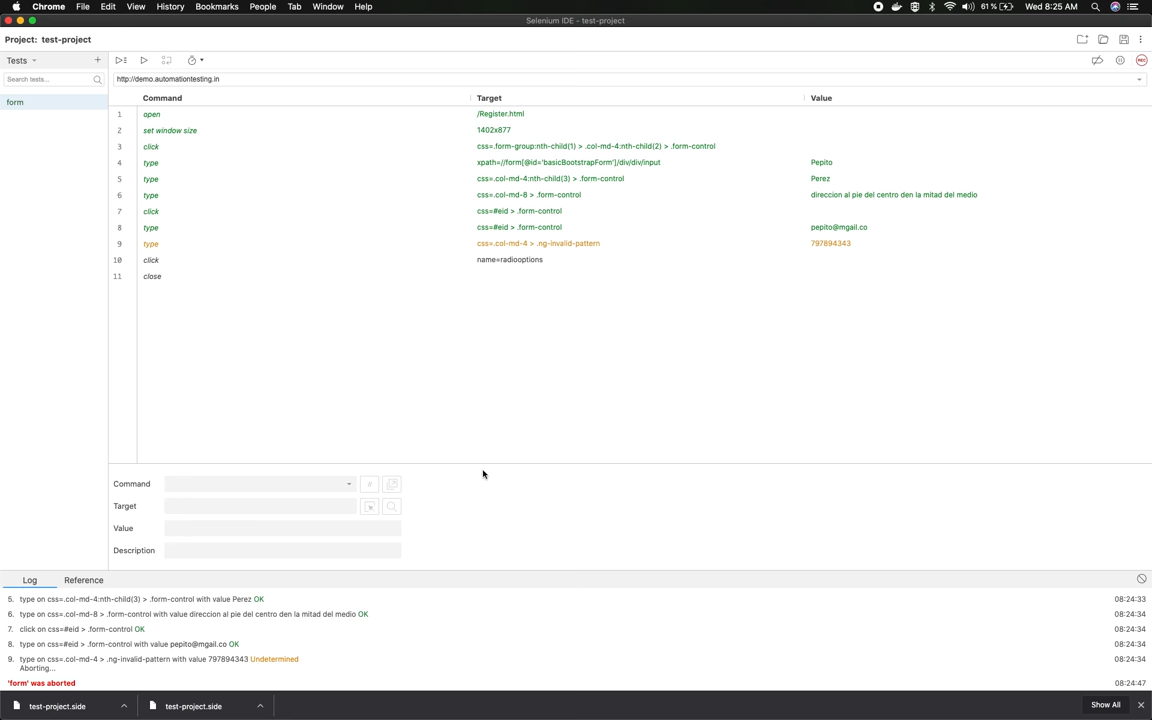 Chrome File Edit View History Bookmarks People Tab Window Help 61% Wed 8:25 AM
Selenium IDE - test-project
Project: test-project
Tests
Search tests...
http://demo.automationtesting.in
REC
form
Command Target Value
1 open /Register.html
2 set window size 1402x877
3 click css=.form-group:nth-child(1) > .col-md-4:nth-child(2) > .form-control
4 type xpath=//form[@id='basicBootstrapForm']/div/div/input Pepito
5 type css=.col-md-4:nth-child(3) > .form-control Perez
6 type css=.col-md-8 > .form-control direccion al pie del centro den la mitad del medio
7 click css=#eid > .form-control
8 type css=#eid > .form-control pepito@mgail.co
9 type css=.col-md-4 > .ng-invalid-pattern 797894343
10 click name=radiooptions
11 close
Command //
Target
Value
Description
Log Reference
5. type on css=.col-md-4:nth-child(3) > .form-control with value Perez OK 08:24:33
6. type on css=.col-md-8 > .form-control with value direccion al pie del centro den la mitad del medio OK 08:24:34
7. click on css=#eid > .form-control OK 08:24:34
8. type on css=#eid > .form-control with value pepito@mgail.co OK 08:24:34
9. type on css=.col-md-4 > .ng-invalid-pattern with value 797894343 Undetermined 08:24:34
Aborting...
'form' was aborted 08:24:47
test-project.side test-project.side Show All